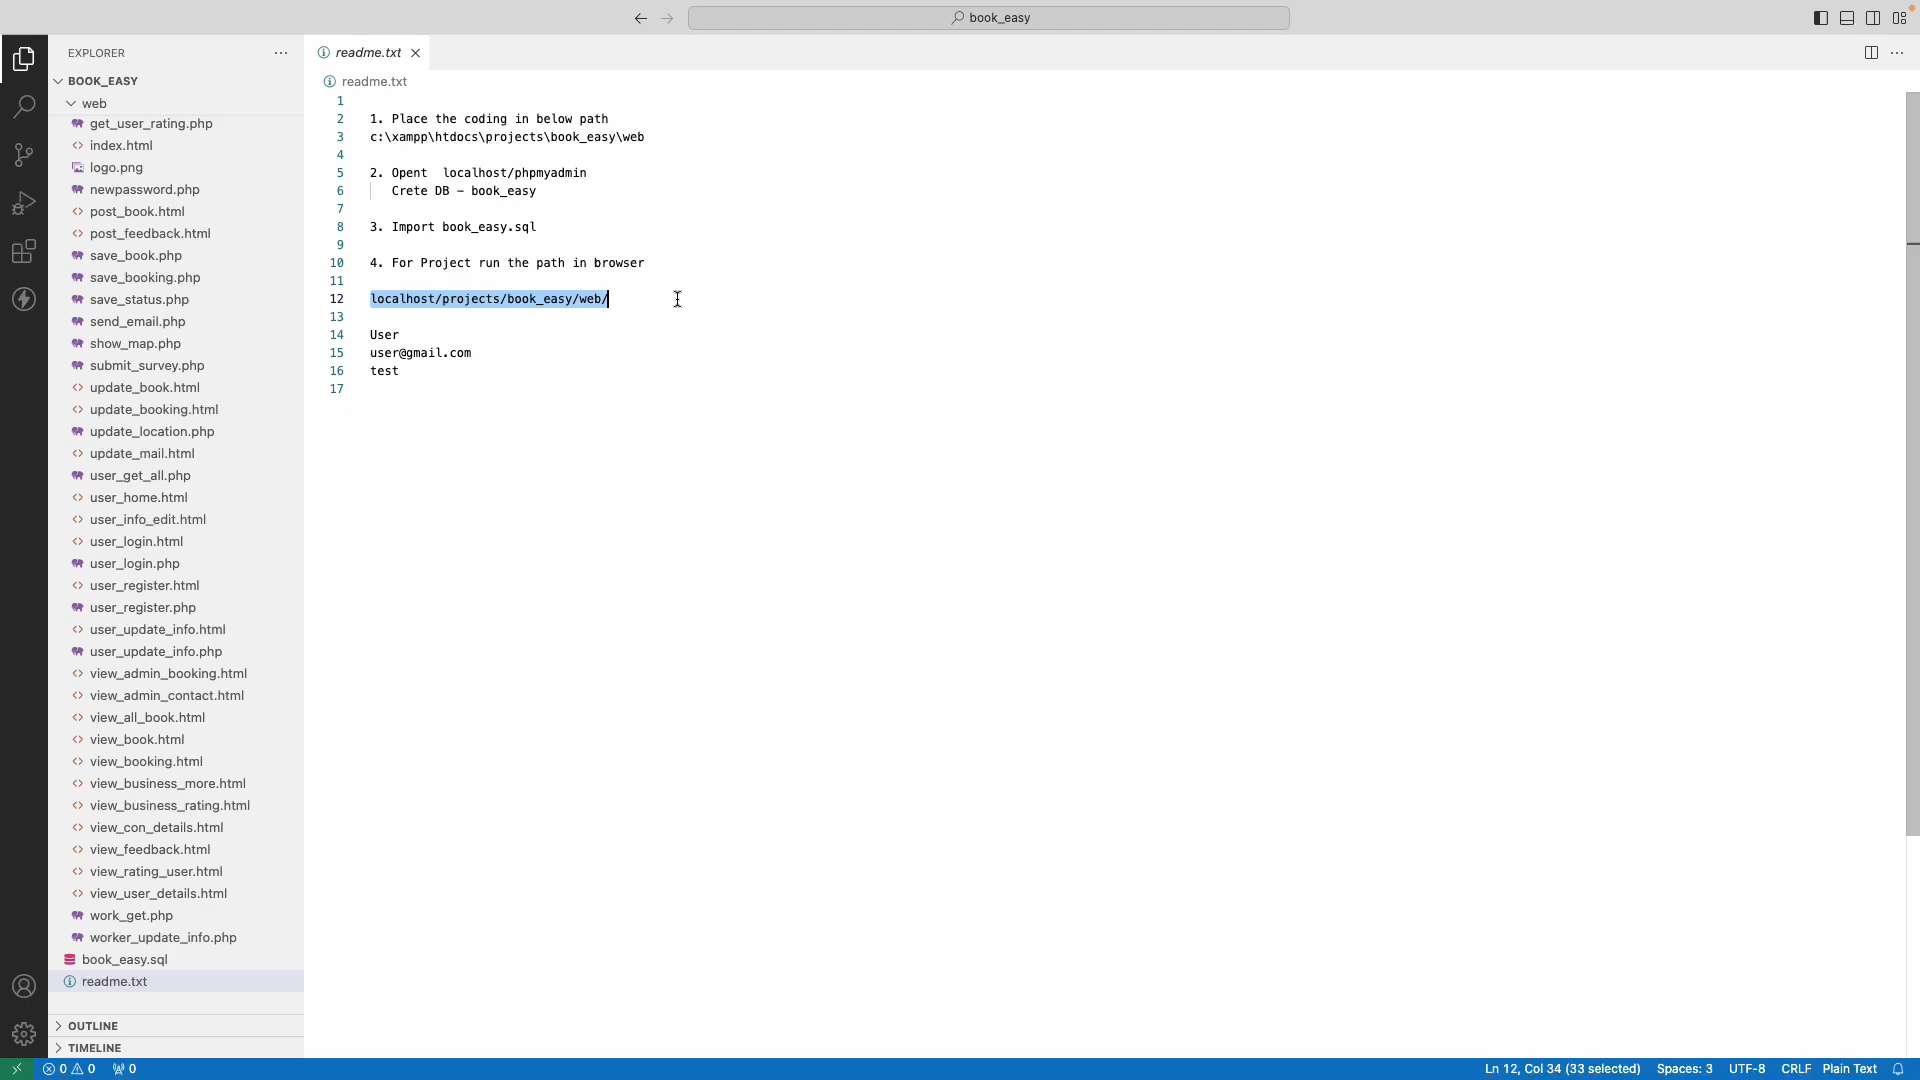 book_easy
EXPLORER
readme.txt
BOOK_EASY
readme.txt
web
get_user_rating.php
index.html
logo.png
newpassword.php
post_book.html
post_feedback.html
save_book.php
save_booking.php
save_status.php
send_email.php
show_map.php
submit_survey.php
update_book.html
update_booking.html
update_location.php
update_mail.html
user_get_all.php
user_home.html
user_info_edit.html
user_login.html
user_login.php
user_register.html
user_register.php
user_update_info.html
user_update_info.php
view_admin_booking.html
view_admin_contact.html
view_all_book.html
view_book.html
view_booking.html
view_business_more.html
view_business_rating.html
view_con_details.html
view_feedback.html
view_rating_user.html
view_user_details.html
work_get.php
worker_update_info.php
book_easy.sql
readme.txt
OUTLINE
TIMELINE
1
2 1. Place the coding in below path
3 c:\xampp\htdocs\projects\book_easy\web
4
5 2. Opent  localhost/phpmyadmin
6    Crete DB - book_easy
7
8 3. Import book_easy.sql
9
10 4. For Project run the path in browser
11
12 localhost/projects/book_easy/web/
13
14 User
15 user@gmail.com
16 test
17
0 0 0 Ln 12, Col 34 (33 selected) Spaces: 3 UTF-8 CRLF Plain Text